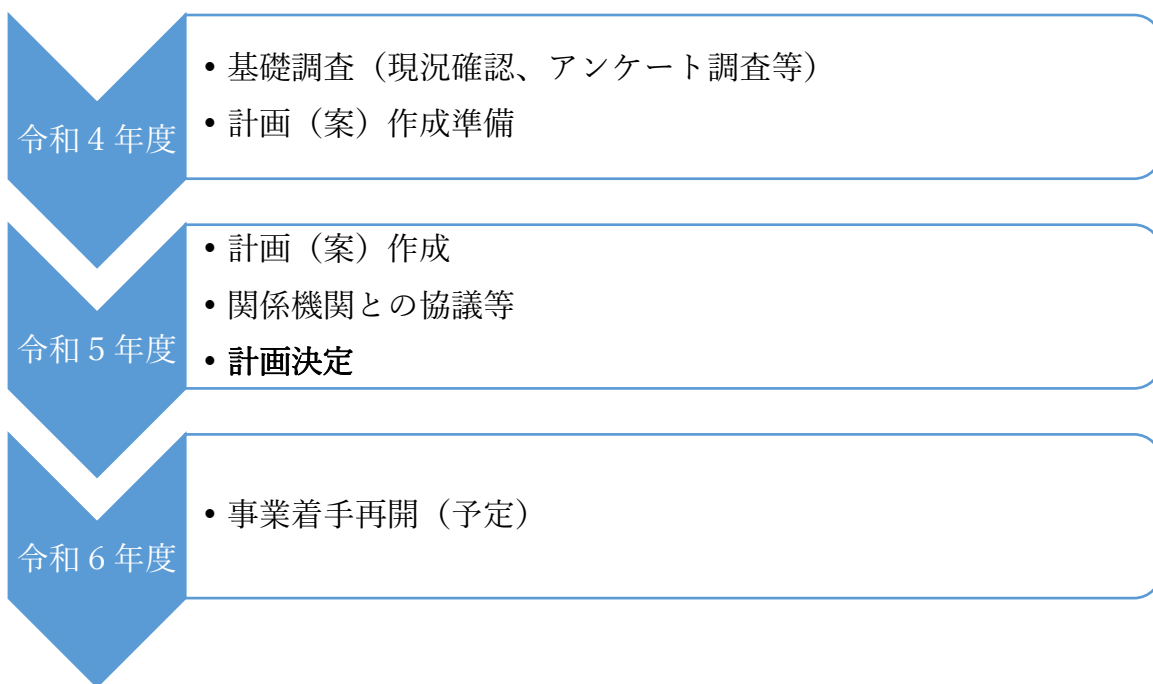 令和４年度
• 基礎調査（現況確認、アンケート調査等）
• 計画（案）作成準備
令和５年度
• 計画（案）作成
• 関係機関との協議等
• 計画決定
令和６年度
• 事業着手再開（予定）